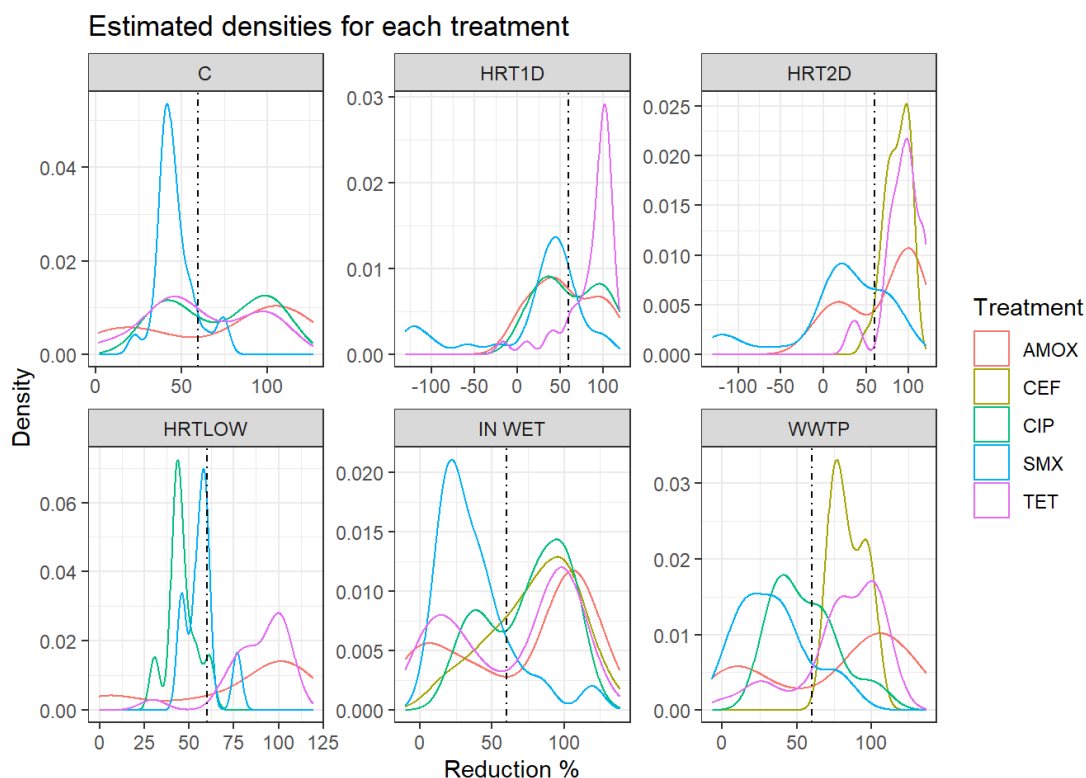 Estimated densities for each treatment
C
HRT1D
HRT2D
0.04
0.02
0.00
0 50 100
0.03
0.02
0.01
0.00
-100 -50 0 50 100
0.025
0.020
0.015
0.010
0.005
0.000
-100 -50 0 50 100
HRTLOW
IN WET
WWTP
0.06
0.04
0.02
0.00
0 25 50 75 100 125
0.020
0.015
0.010
0.005
0.000
0 50 100
0.03
0.02
0.01
0.00
0 50 100
Density
Reduction %
Treatment
AMOX
CEF
CIP
SMX
TET